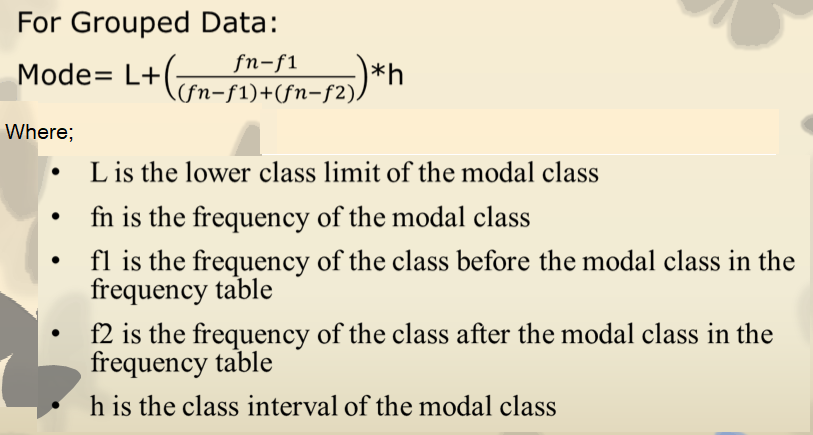 For Grouped Data:
Mode= L+(\frac{fn−f1}{(fn−f1)+(fn−f2)})*h
Where;
• L is the lower class limit of the modal class
• fn is the frequency of the modal class
• f1 is the frequency of the class before the modal class in the
frequency table
• f2 is the frequency of the class after the modal class in the
frequency table
• h is the class interval of the modal class